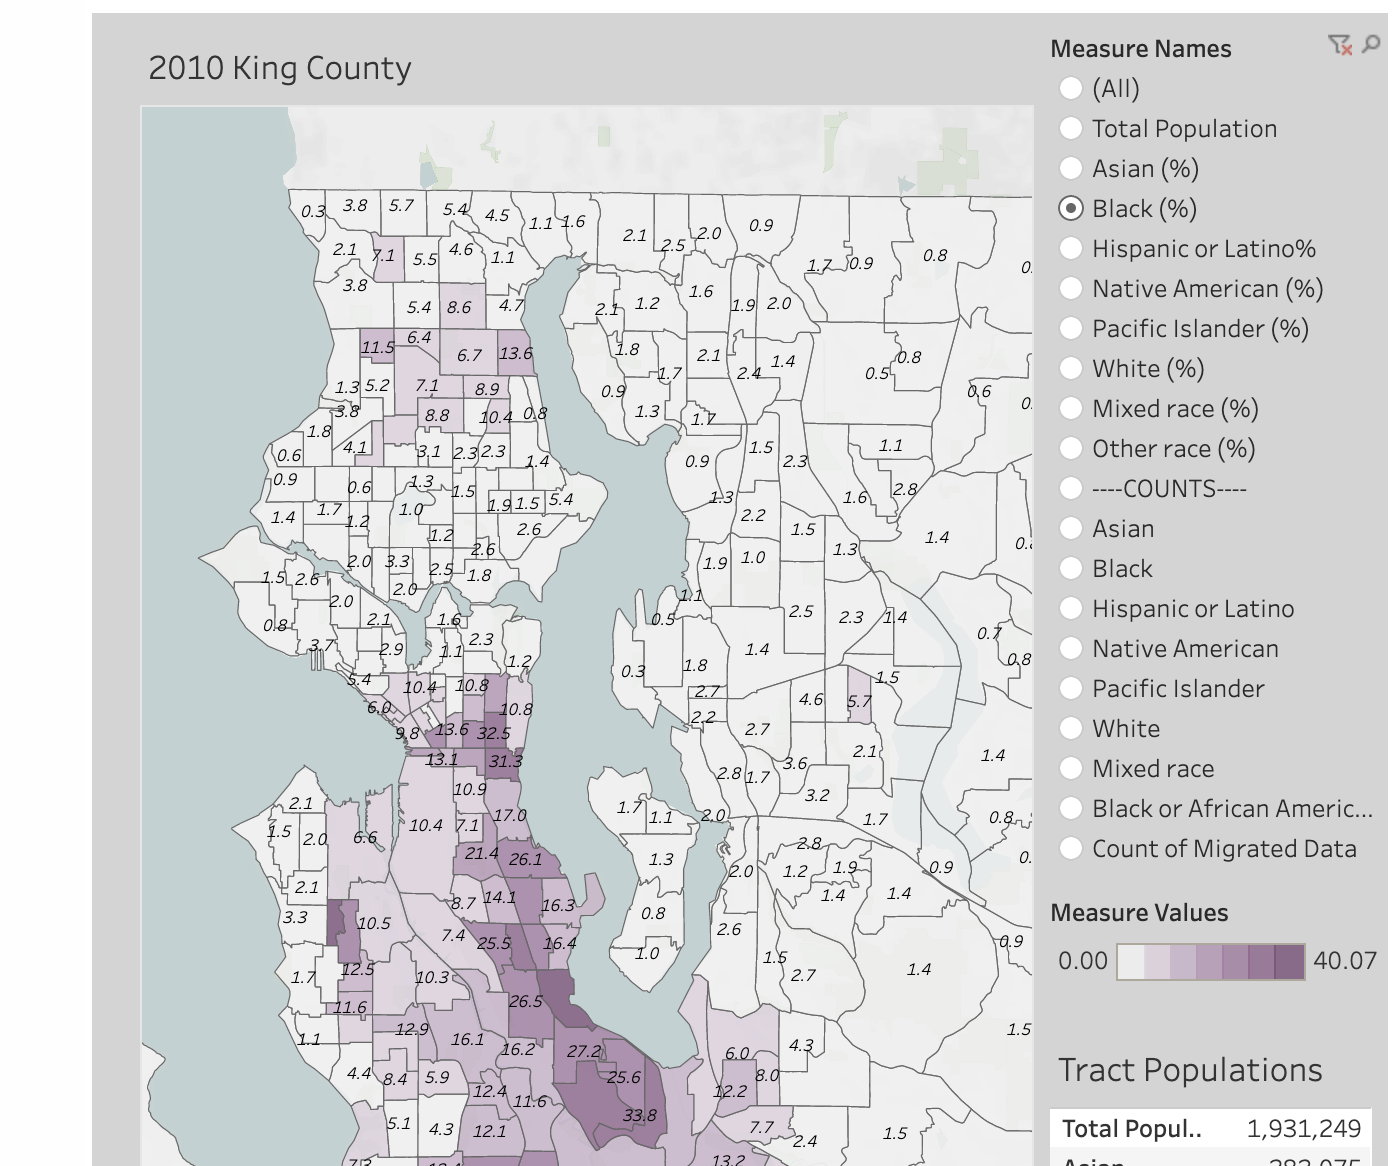 2010 King County
0.3 3.8 5.7 5.4 4.5 1.1 1.6 2.1 2.5 2.0 0.9
2.1 7.1 5.5 4.6 1.1 1.7 0.9 0.8
3.8 5.4 8.6 4.7 2.1 1.2 1.6 1.9 2.0
11.5 6.4 6.7 13.6 1.8 1.7 2.1 2.4 1.4 0.5 0.8
1.3 5.2 7.1 8.9 0.9 0.6
3.8 8.8 10.4 0.8 1.3 1.7
1.8 4.1 3.1 2.3 2.3 1.5 1.1
0.6 1.4 0.9 2.3
0.9 0.6 1.3 1.5 1.9 1.5 5.4 1.3 1.6 2.8
1.4 1.7 1.2 1.0 1.2 2.6 2.2 1.5 1.4
2.0 3.3 2.6 1.9 1.0 1.3
1.5 2.6 2.0 2.5 1.8 1.1
2.0 2.1 1.6 0.5 2.5 2.3 1.4
0.8 3.7 2.9 1.1 2.3 1.2 1.4 0.7
5.4 10.4 10.8 0.3 1.8 1.5 0.8
6.0 10.8 2.7 4.6 5.7
9.8 13.6 32.5 2.2 2.7
13.1 31.3 2.8 1.7 3.6 2.1 1.4
2.1 10.9 1.7 1.1 2.0 3.2
1.5 2.0 6.6 10.4 7.1 17.0 1.7 0.8
21.4 26.1 1.3 2.0 2.8 1.2 1.9 0.9
2.1 8.7 14.1 16.3 1.4 1.4
3.3 10.5 7.4 25.5 16.4 0.8 2.6 0.9
1.7 12.5 10.3 26.5 1.0 1.5 2.7 1.4
11.6 12.9 16.1 1.5
1.1 16.2 27.2 6.0 4.3
4.4 8.4 5.9 12.4 11.6 25.6 12.2 8.0
5.1 4.3 12.1 33.8 7.7 2.4 1.5
13.2
Measure Names
(All)
Total Population
Asian (%)
Black (%)
Hispanic or Latino%
Native American (%)
Pacific Islander (%)
White (%)
Mixed race (%)
Other race (%)
----COUNTS----
Asian
Black
Hispanic or Latino
Native American
Pacific Islander
White
Mixed race
Black or African Americ...
Count of Migrated Data
Measure Values
0.00 40.07
Tract Populations
Total Popul.. 1,931,249